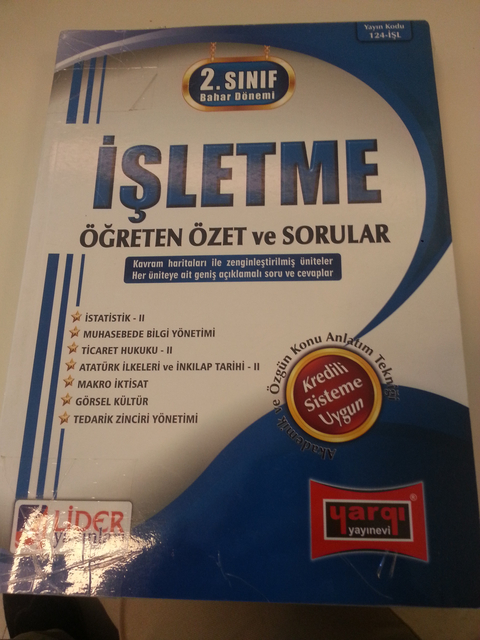 Yayın Kodu
124-İŞL
2. SINIF
Bahar Dönemi
İŞLETME
ÖĞRETEN ÖZET ve SORULAR
Kavram haritaları ile zenginleştirilmiş üniteler
Her üniteye ait geniş açıklamalı soru ve cevaplar
İSTATİSTİK - II
MUHASEBEDE BİLGİ YÖNETİMİ
TİCARET HUKUKU - II
ATATÜRK İLKELERİ ve İNKILAP TARİHİ - II
MAKRO İKTİSAT
GÖRSEL KÜLTÜR
TEDARİK ZİNCİRİ YÖNETİMİ
Akademik ve Özgün Konu Anlatım Tekniği
Kredili
Sisteme
Uygun
LİDER
yayınları
yargı
yayınevi